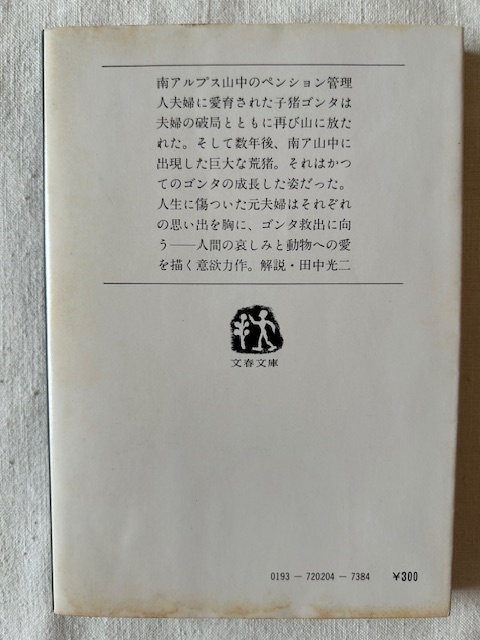 南アルプス山中のペンション管理
人夫婦に愛育された子猪ゴンタは
夫婦の破局とともに再び山に放た
れた。そして数年後、南ア山中に
出現した巨大な荒猪。それはかつ
てのゴンタの成長した姿だった。
人生に傷ついた元夫婦はそれぞれ
の思い出を胸に、ゴンタ救出に向
う——人間の哀しみと動物への愛
を描く意欲力作。解説・田中光二
文春文庫
0193 − 720204 − 7384 ¥300